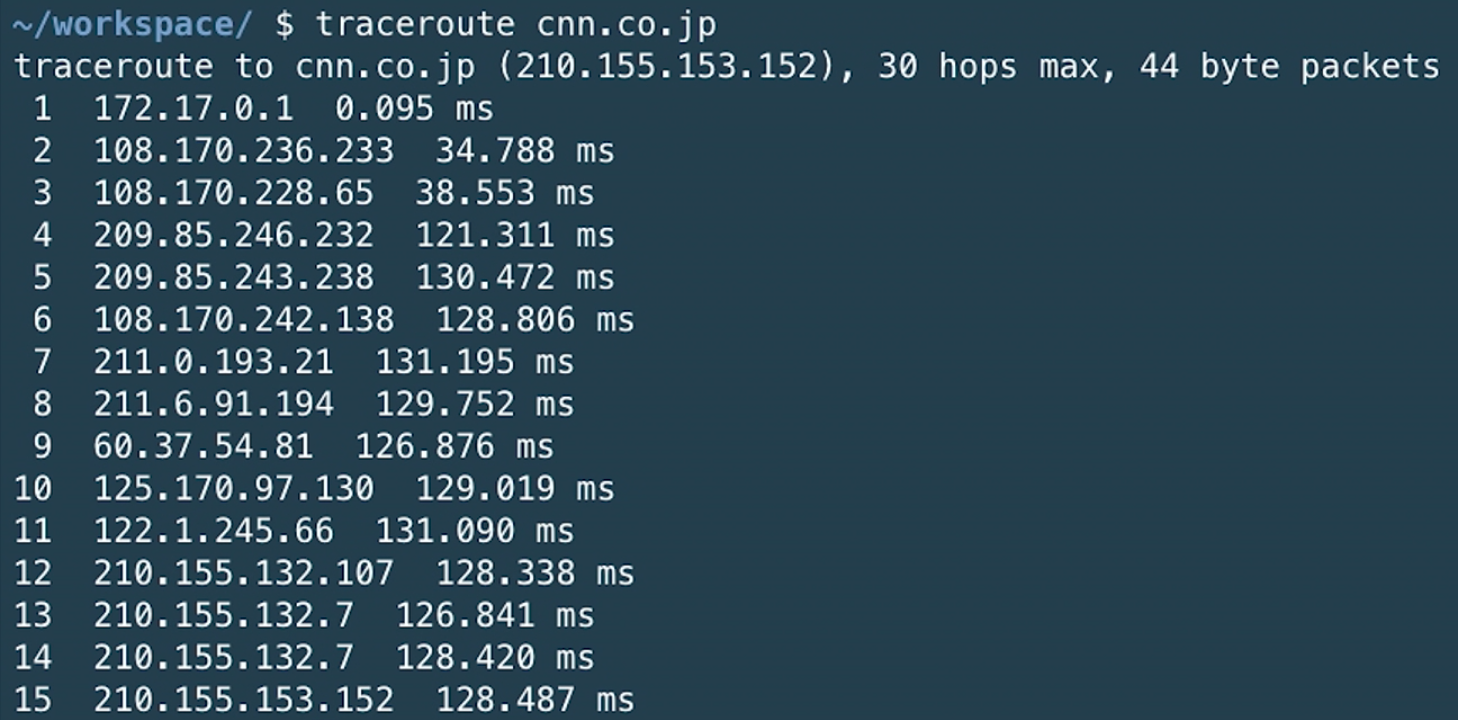 ~/workspace/ $ traceroute cnn.co.jp
traceroute to cnn.co.jp (210.155.153.152), 30 hops max, 44 byte packets
 1  172.17.0.1  0.095 ms
 2  108.170.236.233  34.788 ms
 3  108.170.228.65  38.553 ms
 4  209.85.246.232  121.311 ms
 5  209.85.243.238  130.472 ms
 6  108.170.242.138  128.806 ms
 7  211.0.193.21  131.195 ms
 8  211.6.91.194  129.752 ms
 9  60.37.54.81  126.876 ms
10  125.170.97.130  129.019 ms
11  122.1.245.66  131.090 ms
12  210.155.132.107  128.338 ms
13  210.155.132.7  126.841 ms
14  210.155.132.7  128.420 ms
15  210.155.153.152  128.487 ms